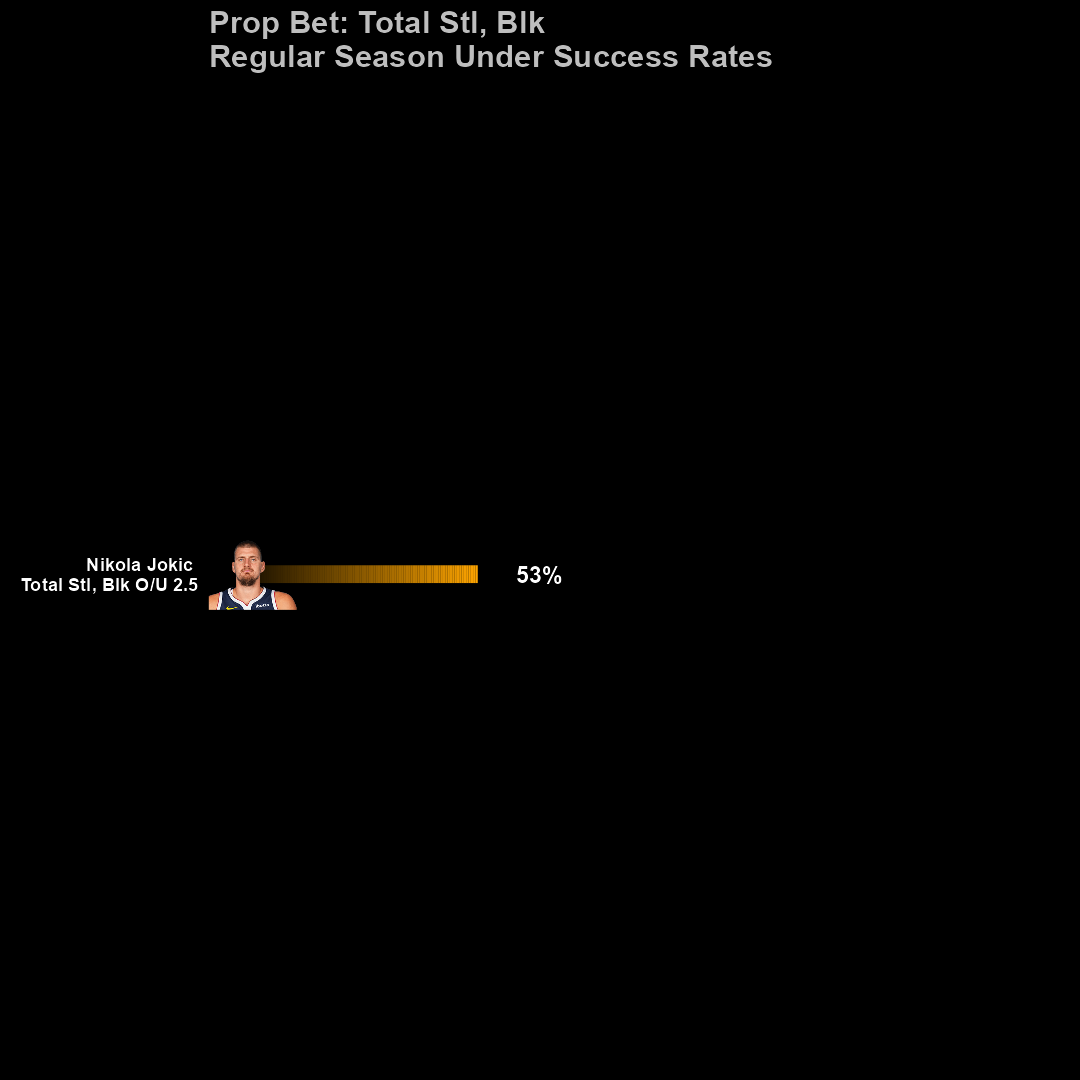 Prop Bet: Total Stl, Blk
Regular Season Under Success Rates
Nikola Jokic
Total Stl, Blk O/U 2.5
53%